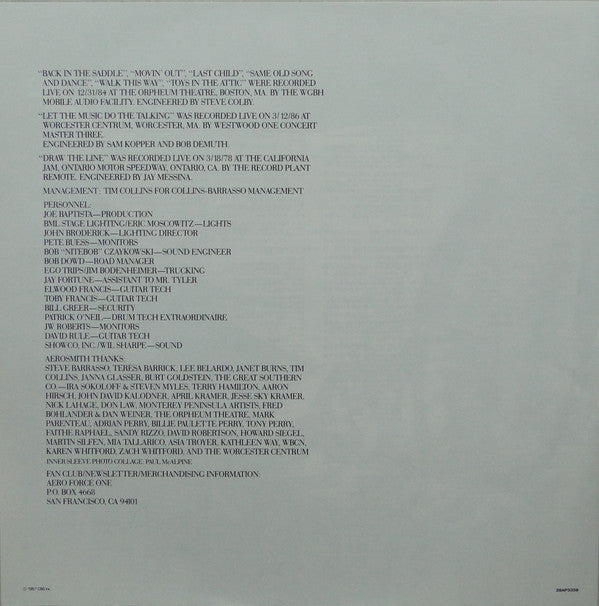 "BACK IN THE SADDLE", "MOVIN' OUT", "LAST CHILD", "SAME OLD SONG
AND DANCE", "WALK THIS WAY", "TOYS IN THE ATTIC" WERE RECORDED
LIVE ON 12/31/84 AT THE ORPHEUM THEATRE, BOSTON, MA. BY THE WGBH
MOBILE AUDIO FACILITY. ENGINEERED BY STEVE COLBY.
"LET THE MUSIC DO THE TALKING" WAS RECORDED LIVE ON 3/12/86 AT
WORCESTER CENTRUM, WORCESTER, MA. BY WESTWOOD ONE CONCERT
MASTER THREE.
ENGINEERED BY SAM KOPPER AND BOB DEMUTH.
"DRAW THE LINE" WAS RECORDED LIVE ON 3/18/78 AT THE CALIFORNIA
JAM, ONTARIO MOTOR SPEEDWAY, ONTARIO, CA. BY THE RECORD PLANT
REMOTE. ENGINEERED BY JAY MESSINA.
MANAGEMENT: TIM COLLINS FOR COLLINS-BARRASSO MANAGEMENT
PERSONNEL:
JOE BAPTISTA—PRODUCTION
BML STAGE LIGHTING/ERIC MOSCOWITZ—LIGHTS
JOHN BRODERICK—LIGHTING DIRECTOR
PETE BUESS—MONITORS
BOB "NITEBOB" CZAYKOWSKI—SOUND ENGINEER
BOB DOWD—ROAD MANAGER
EGO TRIPS/JIM BODENHEIMER—TRUCKING
JAY FORTUNE—ASSISTANT TO MR. TYLER
ELWOOD FRANCIS—GUITAR TECH
TOBY FRANCIS—GUITAR TECH
BILL GREER—SECURITY
PATRICK O'NEIL—DRUM TECH EXTRAORDINAIRE
JW ROBERTS—MONITORS
DAVID RULE—GUITAR TECH
SHOWCO, INC./WIL SHARPE—SOUND
AEROSMITH THANKS:
STEVE BARRASSO, TERESA BARRICK, LEE BELARDO, JANET BURNS, TIM
COLLINS, JANNA GLASSER, BURT GOLDSTEIN, THE GREAT SOUTHERN
CO.—IRA SOKOLOFF & STEVEN MYLES, TERRY HAMILTON, AARON
HIRSCH, JOHN DAVID KALODNER, APRIL KRAMER, JESSE SKY KRAMER,
NICK LAHAGE, DON LAW, MONTEREY PENINSULA ARTISTS, FRED
BOHLANDER & DAN WEINER, THE ORPHEUM THEATRE, MARK
PARENTEAU, ADRIAN PERRY, BILLIE PAULETTE PERRY, TONY PERRY,
FAITHE RAPHAEL, SANDY RIZZO, DAVID ROBERTSON, HOWARD SIEGEL,
MARTIN SILFEN, MIA TALLARICO, ASIA TROYER, KATHLEEN WAY, WBCN,
KAREN WHITFORD, ZACH WHITFORD, AND THE WORCESTER CENTRUM
INNERSLEEVE PHOTO COLLAGE: PAUL McALPINE
FAN CLUB/NEWSLETTER/MERCHANDISING INFORMATION:
AERO FORCE ONE
P.O. BOX 4668
SAN FRANCISCO, CA 94101
© 1987 CBS
28AP3358